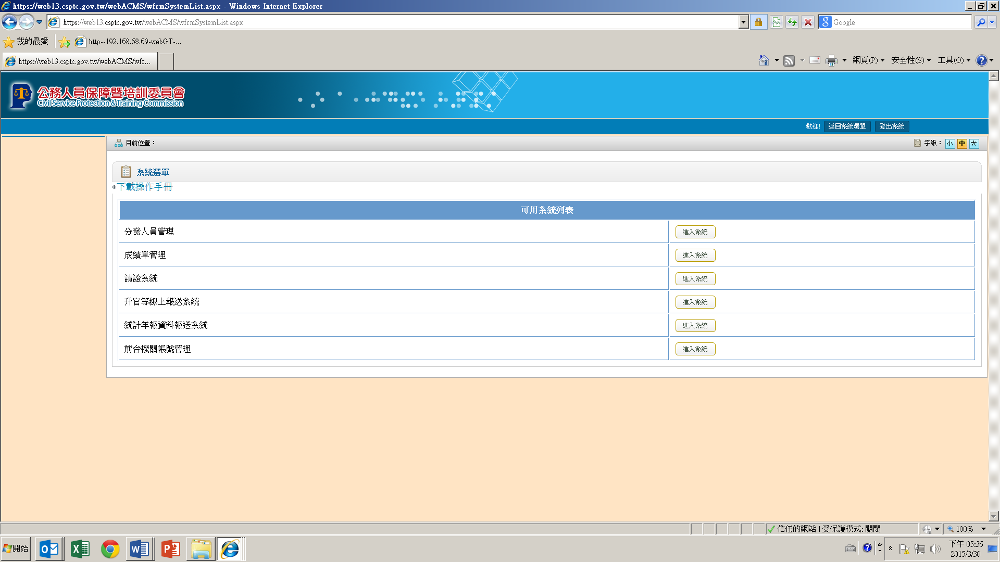 https://web13.csptc.gov.tw/webACMS/wfrmSystemList.aspx - Windows Internet Explorer
https://web13.csptc.gov.tw/webACMS/wfrmSystemList.aspx
Google
我的最愛
http--192.168.68.69-webGT-...
https://web13.csptc.gov.tw/webACMS/wfr...
網頁(P)
安全性(S)
工具(O)
公務人員保障暨培訓委員會
Civil Service Protection & Training Commission
歡迎!
返回系統選單
登出系統
目前位置：
字級：
小
中
大
系統選單
下載操作手冊
可用系統列表
分發人員管理
進入系統
成績單管理
進入系統
請證系統
進入系統
升官等線上報送系統
進入系統
統計年報資料報送系統
進入系統
前台機關帳號管理
進入系統
信任的網站 | 受保護模式: 關閉
100%
開始
下午 05:36
2015/3/30